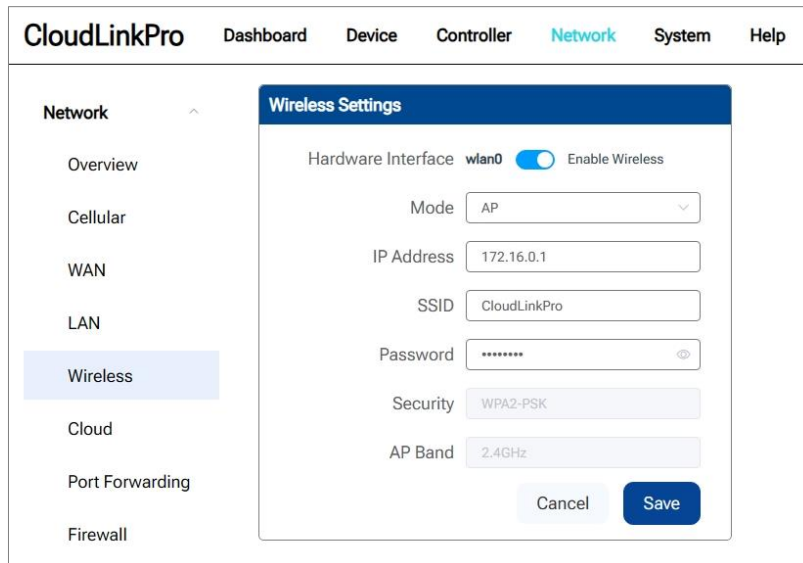 CloudLinkPro Dashboard Device Controller Network System Help
Network
Overview
Cellular
WAN
LAN
Wireless
Cloud
Port Forwarding
Firewall
Wireless Settings
Hardware Interface wlan0 Enable Wireless
Mode AP
IP Address 172.16.0.1
SSID CloudLinkPro
Password ••••••••
Security WPA2-PSK
AP Band 2.4GHz
Cancel Save